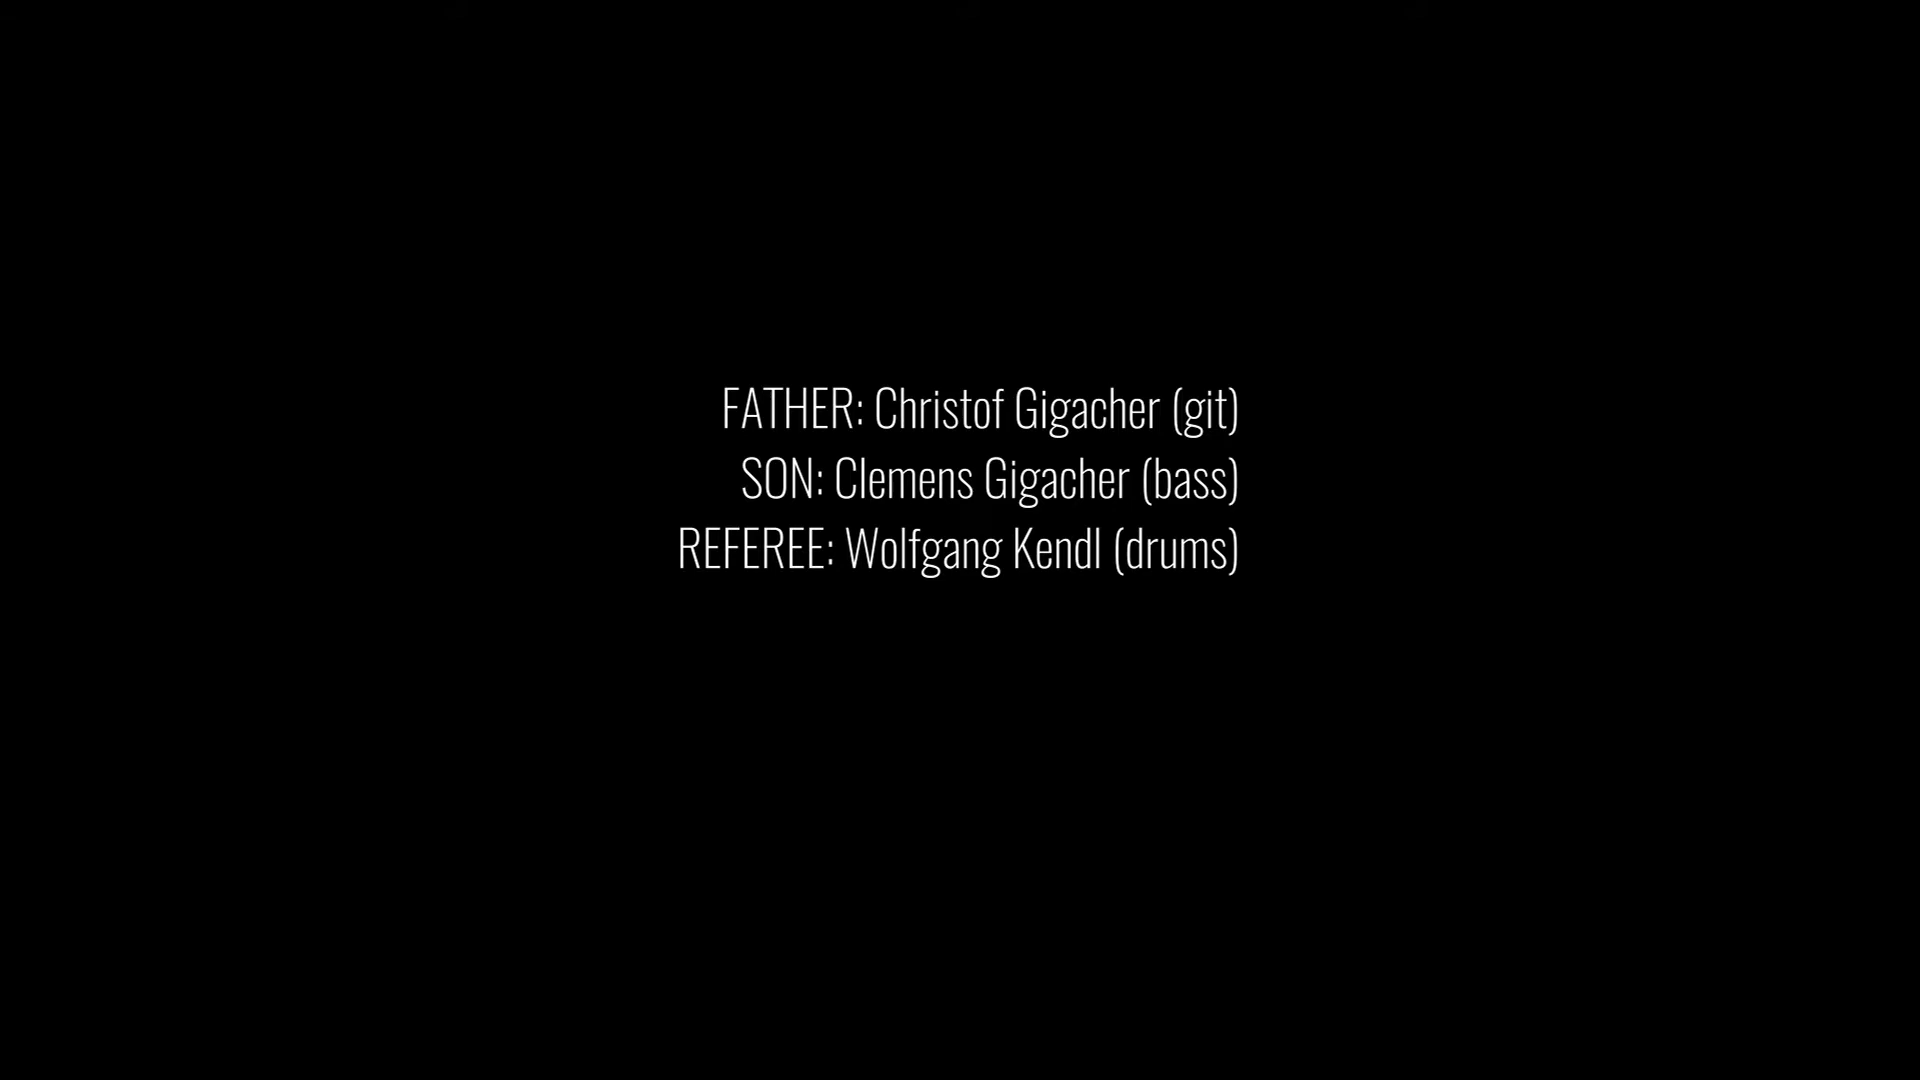 FATHER: Christof Gigacher (git)
SON: Clemens Gigacher (bass)
REFEREE: Wolfgang Kendl (drums)